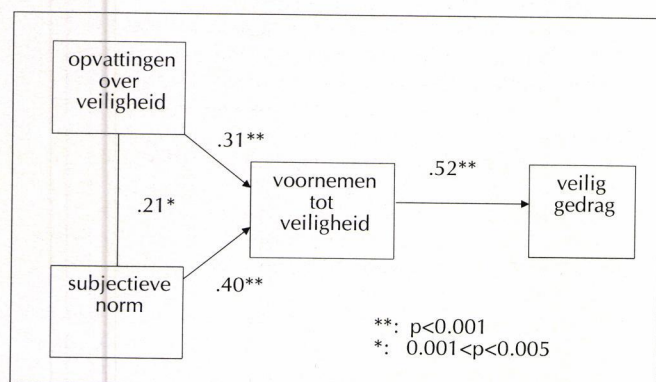 opvattingen
over
veiligheid
.31**
.21*
voornemen
tot
veiligheid
.52**
veilig
gedrag
subjectieve
norm
.40**
**: p<0.001
*: 0.001<p<0.005